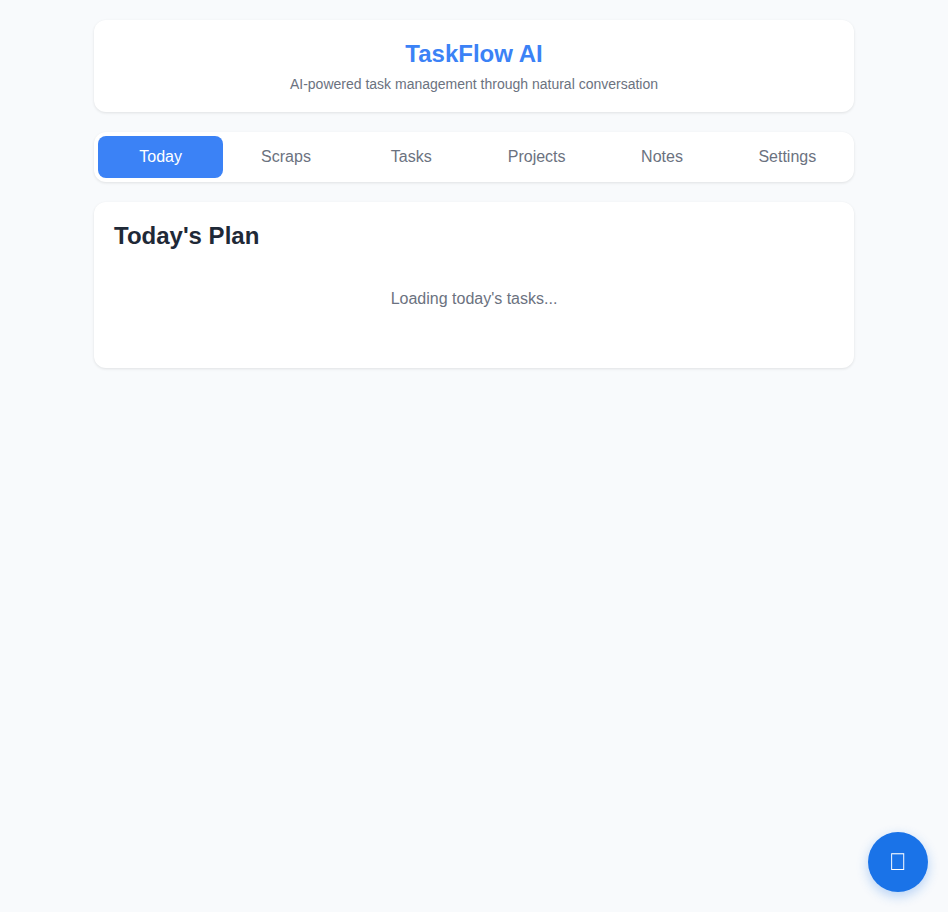 TaskFlow AI
AI-powered task management through natural conversation
Today
Scraps
Tasks
Projects
Notes
Settings
Today's Plan
Loading today's tasks...